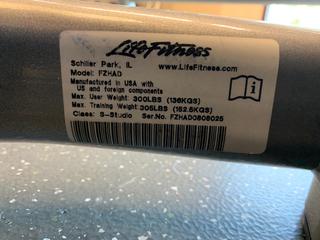 LifeFitness
Schiller Park, IL www.LifeFitness.com
Model: FZHAD
Manufactured in USA with
US and foreign components
Max. User Weight: 300LBS (136KGS)
Max. Training Weight: 305LBS (152.5KGS)
Class: S-Studio Ser.No. FZHAD0808025